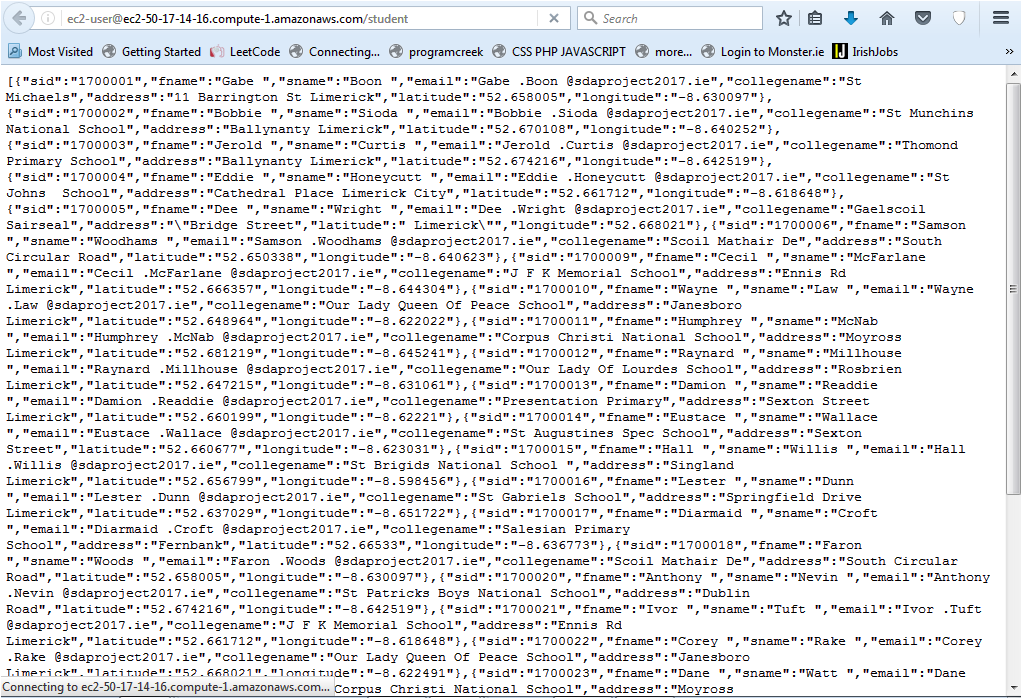 ec2-user@ec2-50-17-14-16.compute-1.amazonaws.com/student
Search
Most Visited Getting Started LeetCode Connecting... programcreek CSS PHP JAVASCRIPT more... Login to Monster.ie IrishJobs »
[{"sid":"1700001","fname":"Gabe ","sname":"Boon ","email":"Gabe .Boon @sdaproject2017.ie","collegename":"St
Michaels","address":"11 Barrington St Limerick","latitude":"52.658005","longitude":"-8.630097"},
{"sid":"1700002","fname":"Bobbie ","sname":"Sioda ","email":"Bobbie .Sioda @sdaproject2017.ie","collegename":"St Munchins
National School","address":"Ballynanty Limerick","latitude":"52.670108","longitude":"-8.640252"},
{"sid":"1700003","fname":"Jerold ","sname":"Curtis ","email":"Jerold .Curtis @sdaproject2017.ie","collegename":"Thomond
Primary School","address":"Ballynanty Limerick","latitude":"52.674216","longitude":"-8.642519"},
{"sid":"1700004","fname":"Eddie ","sname":"Honeycutt ","email":"Eddie .Honeycutt @sdaproject2017.ie","collegename":"St
Johns  School","address":"Cathedral Place Limerick City","latitude":"52.661712","longitude":"-8.618648"},
{"sid":"1700005","fname":"Dee ","sname":"Wright ","email":"Dee .Wright @sdaproject2017.ie","collegename":"Gaelscoil
Sairseal","address":"\"Bridge Street","latitude":" Limerick\"","longitude":"52.668021"},{"sid":"1700006","fname":"Samson
","sname":"Woodhams ","email":"Samson .Woodhams @sdaproject2017.ie","collegename":"Scoil Mathair De","address":"South
Circular Road","latitude":"52.650338","longitude":"-8.640623"},{"sid":"1700009","fname":"Cecil ","sname":"McFarlane
","email":"Cecil .McFarlane @sdaproject2017.ie","collegename":"J F K Memorial School","address":"Ennis Rd
Limerick","latitude":"52.666357","longitude":"-8.644304"},{"sid":"1700010","fname":"Wayne ","sname":"Law ","email":"Wayne
.Law @sdaproject2017.ie","collegename":"Our Lady Queen Of Peace School","address":"Janesboro
Limerick","latitude":"52.648964","longitude":"-8.622022"},{"sid":"1700011","fname":"Humphrey ","sname":"McNab
","email":"Humphrey .McNab @sdaproject2017.ie","collegename":"Corpus Christi National School","address":"Moyross
Limerick","latitude":"52.681219","longitude":"-8.645241"},{"sid":"1700012","fname":"Raynard ","sname":"Millhouse
","email":"Raynard .Millhouse @sdaproject2017.ie","collegename":"Our Lady Of Lourdes School","address":"Rosbrien
Limerick","latitude":"52.647215","longitude":"-8.631061"},{"sid":"1700013","fname":"Damion ","sname":"Readdie
","email":"Damion .Readdie @sdaproject2017.ie","collegename":"Presentation Primary","address":"Sexton Street
Limerick","latitude":"52.660199","longitude":"-8.62221"},{"sid":"1700014","fname":"Eustace ","sname":"Wallace
","email":"Eustace .Wallace @sdaproject2017.ie","collegename":"St Augustines Spec School","address":"Sexton
Street","latitude":"52.660677","longitude":"-8.623031"},{"sid":"1700015","fname":"Hall ","sname":"Willis ","email":"Hall
.Willis @sdaproject2017.ie","collegename":"St Brigids National School ","address":"Singland
Limerick","latitude":"52.656799","longitude":"-8.598456"},{"sid":"1700016","fname":"Lester ","sname":"Dunn
","email":"Lester .Dunn @sdaproject2017.ie","collegename":"St Gabriels School","address":"Springfield Drive
Limerick","latitude":"52.637029","longitude":"-8.651722"},{"sid":"1700017","fname":"Diarmaid ","sname":"Croft
","email":"Diarmaid .Croft @sdaproject2017.ie","collegename":"Salesian Primary
School","address":"Fernbank","latitude":"52.66533","longitude":"-8.636773"},{"sid":"1700018","fname":"Faron
","sname":"Woods ","email":"Faron .Woods @sdaproject2017.ie","collegename":"Scoil Mathair De","address":"South Circular
Road","latitude":"52.658005","longitude":"-8.630097"},{"sid":"1700020","fname":"Anthony ","sname":"Nevin ","email":"Anthony
.Nevin @sdaproject2017.ie","collegename":"St Patricks Boys National School","address":"Dublin
Road","latitude":"52.674216","longitude":"-8.642519"},{"sid":"1700021","fname":"Ivor ","sname":"Tuft ","email":"Ivor .Tuft
@sdaproject2017.ie","collegename":"J F K Memorial School","address":"Ennis Rd
Limerick","latitude":"52.661712","longitude":"-8.618648"},{"sid":"1700022","fname":"Corey ","sname":"Rake ","email":"Corey
.Rake @sdaproject2017.ie","collegename":"Our Lady Queen Of Peace School","address":"Janesboro
Limerick","latitude":"52.668021","longitude":"-8.622491"},{"sid":"1700023","fname":"Dane ","sname":"Watt ","email":"Dane
Connecting to ec2-50-17-14-16.compute-1.amazonaws.com... Corpus Christi National School","address":"Moyross